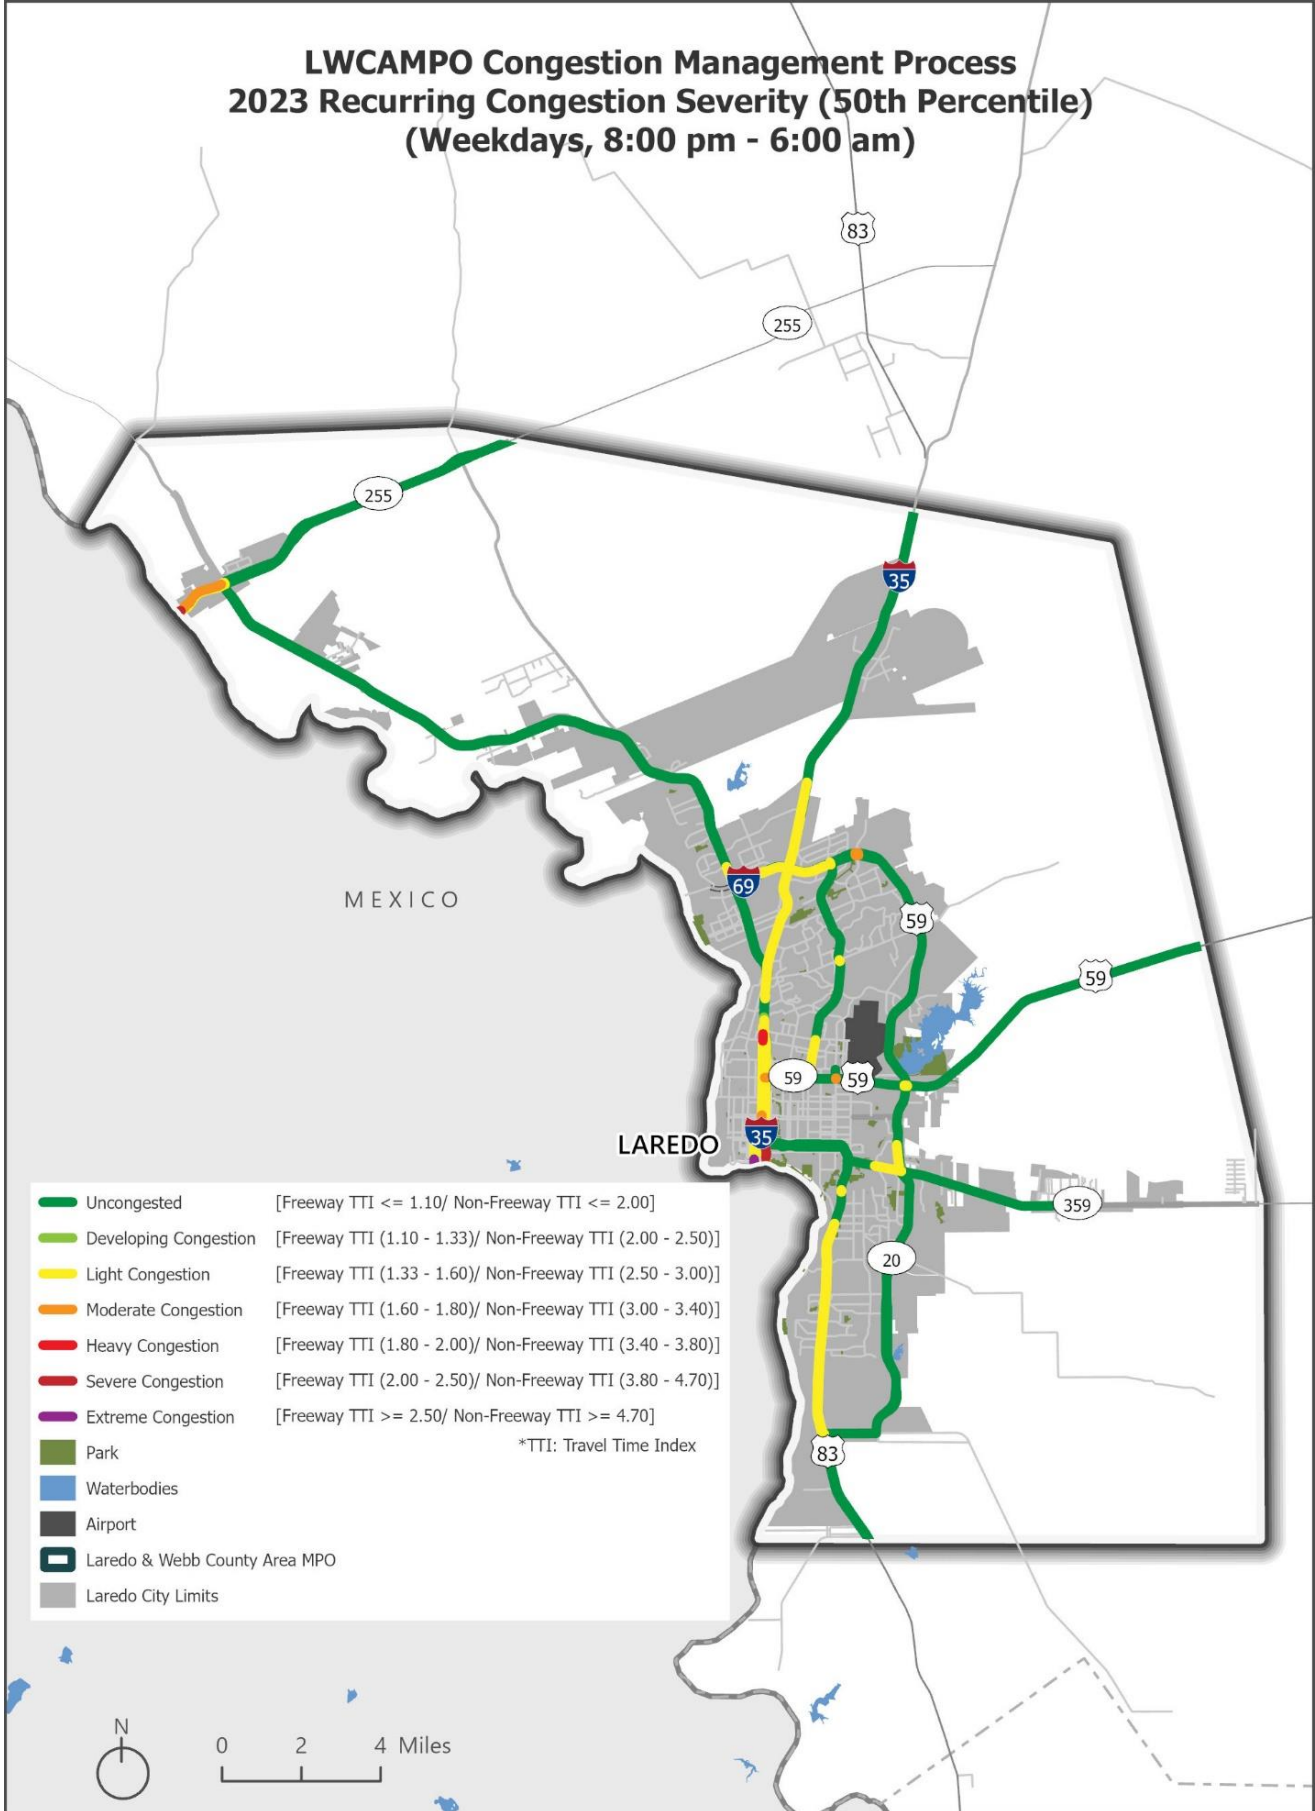 LWCAMPO Congestion Management Process
2023 Recurring Congestion Severity (50th Percentile)
(Weekdays, 8:00 pm - 6:00 am)
83
255
255
35
69
59
59
MEXICO
59
59
35
LAREDO
359
20
83
Uncongested [Freeway TTI <= 1.10/ Non-Freeway TTI <= 2.00]
Developing Congestion [Freeway TTI (1.10 - 1.33)/ Non-Freeway TTI (2.00 - 2.50)]
Light Congestion [Freeway TTI (1.33 - 1.60)/ Non-Freeway TTI (2.50 - 3.00)]
Moderate Congestion [Freeway TTI (1.60 - 1.80)/ Non-Freeway TTI (3.00 - 3.40)]
Heavy Congestion [Freeway TTI (1.80 - 2.00)/ Non-Freeway TTI (3.40 - 3.80)]
Severe Congestion [Freeway TTI (2.00 - 2.50)/ Non-Freeway TTI (3.80 - 4.70)]
Extreme Congestion [Freeway TTI >= 2.50/ Non-Freeway TTI >= 4.70]
*TTI: Travel Time Index
Park
Waterbodies
Airport
Laredo & Webb County Area MPO
Laredo City Limits
N
0 2 4 Miles